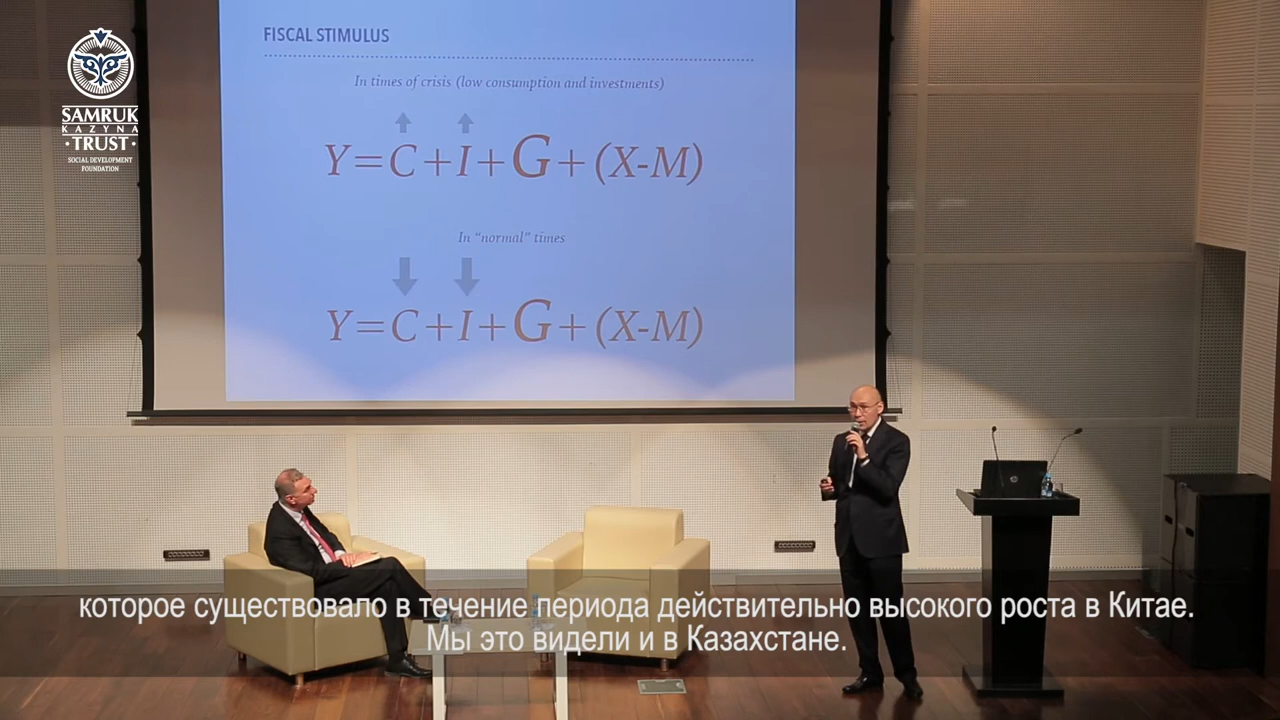 SAMRUK
KAZYNA
TRUST
SOCIAL DEVELOPMENT
FOUNDATION
FISCAL STIMULUS
In times of crisis (low consumption and investments)
Y=C+I+G+(X-M)
In "normal" times
Y=C+I+G+(X-M)
hp
которое существовало в течение периода действительно высокого роста в Китае.
Мы это видели и в Казахстане.